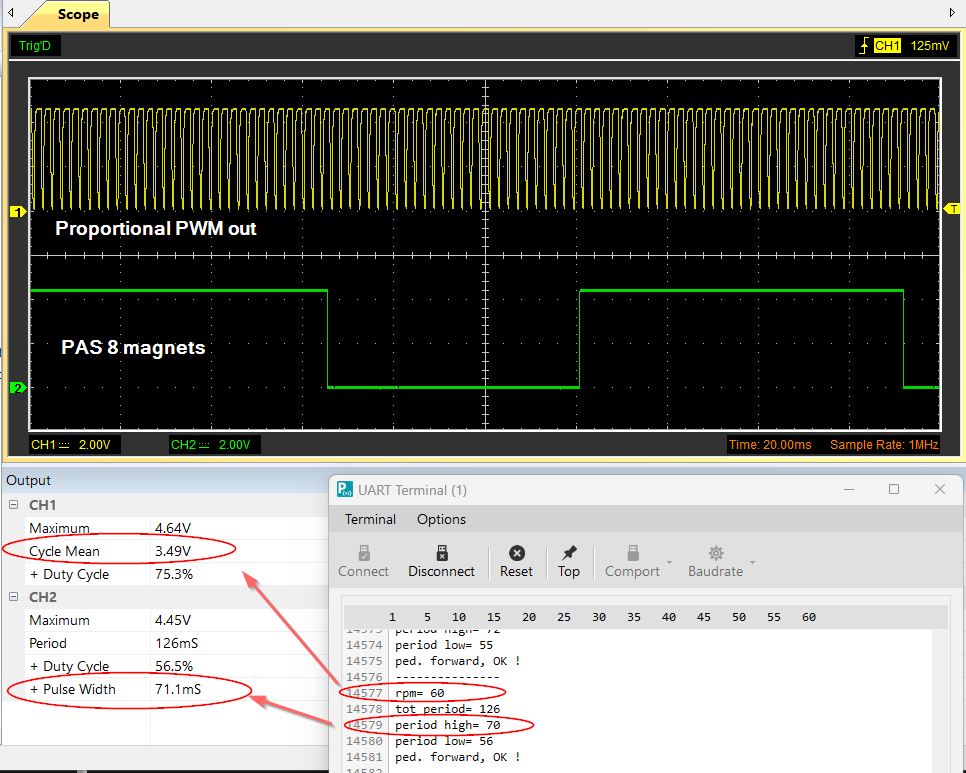 Scope
Trig'D
CH1 125mV
1
T
Proportional PWM out
PAS 8 magnets
2
CH1 2.00V CH2 2.00V Time: 20.00ms Sample Rate: 1MHz
Output
CH1
Maximum 4.64V
Cycle Mean 3.49V
+ Duty Cycle 75.3%
CH2
Maximum 4.45V
Period 126mS
+ Duty Cycle 56.5%
+ Pulse Width 71.1mS
UART Terminal (1)
Terminal Options
Connect Disconnect Reset Top Comport Baudrate
1 5 10 15 20 25 30 35 40 45 50 55 60
14573 period high= 72
14574 period low= 55
14575 ped. forward, OK !
14576 ---------------
14577 rpm= 60
14578 tot period= 126
14579 period high= 70
14580 period low= 56
14581 ped. forward, OK !
14582